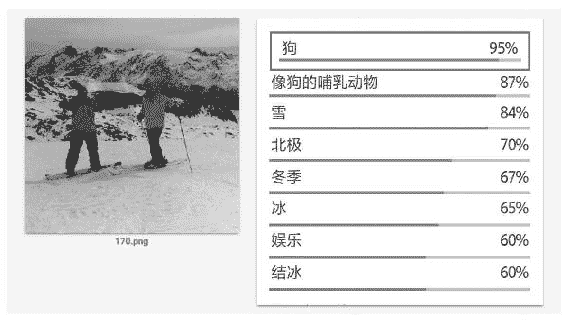 狗 95%
像狗的哺乳动物 87%
雪 84%
北极 70%
冬季 67%
冰 65%
娱乐 60%
结冰 60%
170.png